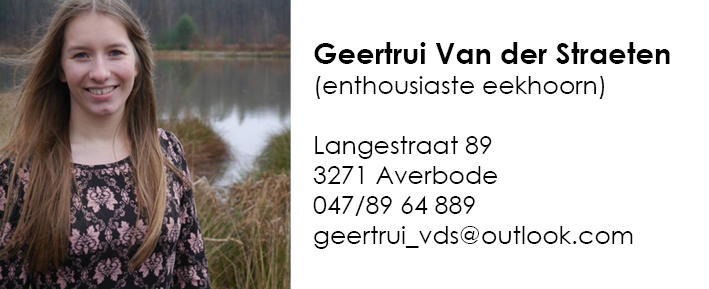 Geertrui Van der Straeten
(enthousiaste eekhoorn)
Langestraat 89
3271 Averbode
047/89 64 889
geertrui_vds@outlook.com